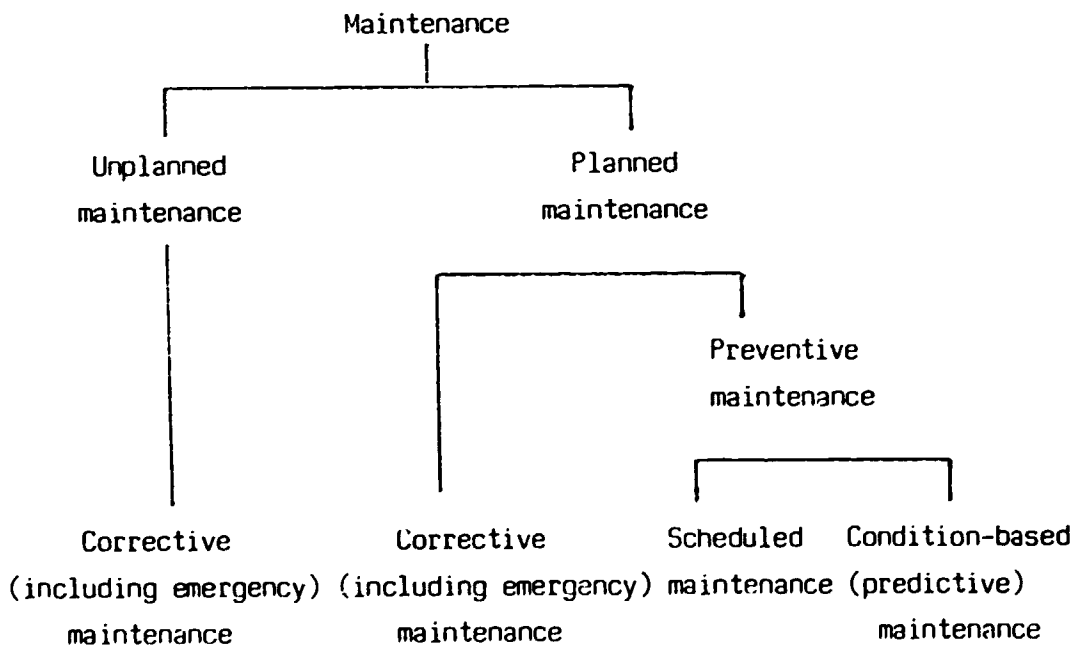 Maintenance
Unplanned
maintenance
Planned
maintenance
Preventive
maintenance
Corrective
(including emergency)
maintenance
Corrective
(including emergency)
maintenance
Scheduled
maintenance
Condition-based
(predictive)
maintenance